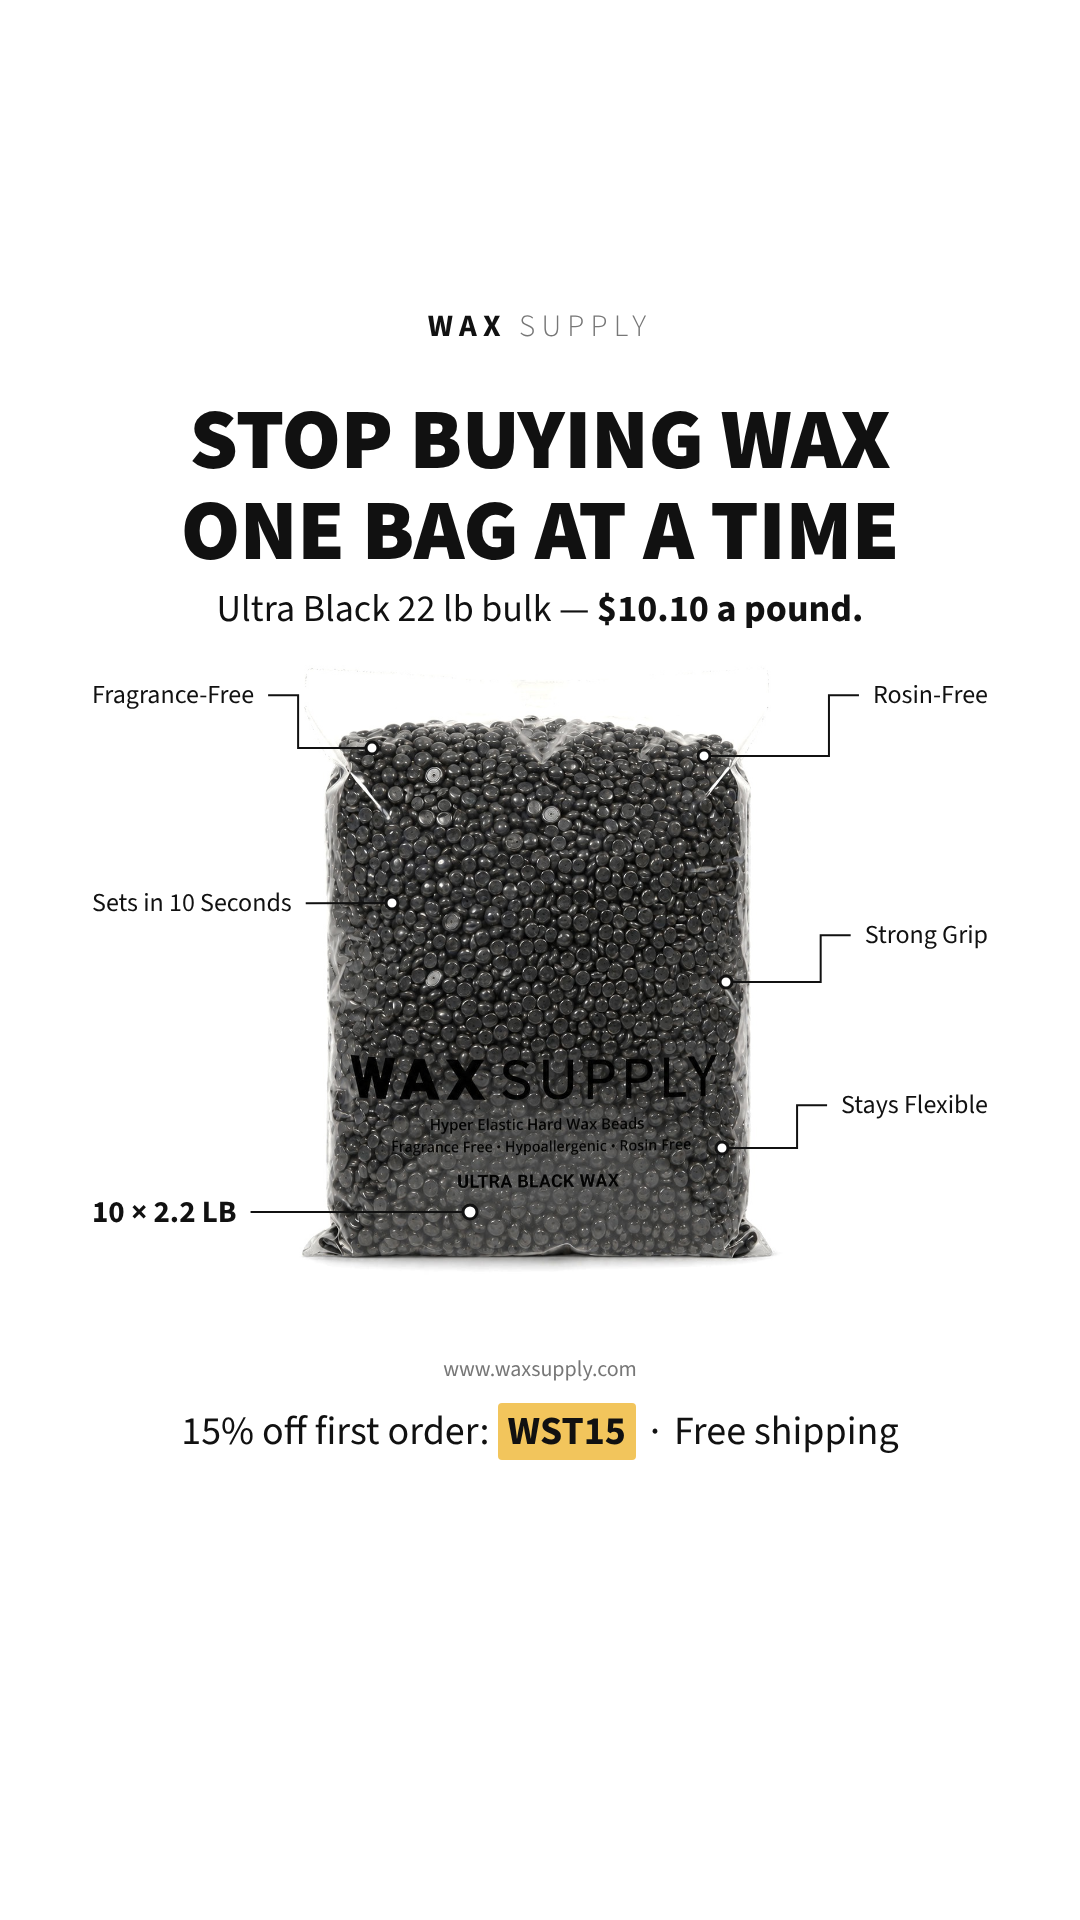 WAX SUPPLY
STOP BUYING WAX
ONE BAG AT A TIME
Ultra Black 22 lb bulk — $10.10 a pound.
Fragrance-Free
Rosin-Free
Sets in 10 Seconds
Strong Grip
WAX SUPPLY
Hyper Elastic Hard Wax Beads
Fragrance Free • Hypoallergenic • Rosin Free
ULTRA BLACK WAX
Stays Flexible
10 × 2.2 LB
www.waxsupply.com
15% off first order: WST15 · Free shipping